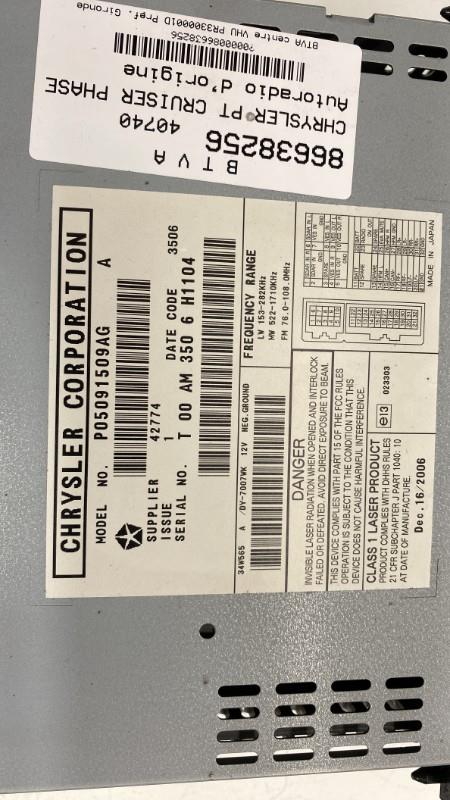 BTVA centre VHU PR3300001D Pref. Gironde
?0000086638256
Autoradio d'origine
CHRYSLER PT CRUISER PHASE
40740
86638256
B T V A
CHRYSLER CORPORATION
MODEL NO. P05091509AG A
SUPPLIER 42774
ISSUE 1 DATE CODE 3506
SERIAL NO. T 00 AM 350 6 H1104
34W565 A /DY-7007WK 12V NEG.GROUND
FREQUENCY RANGE
LW 153-282KHz
MW 522-1710KHz
FM 76.0-108.0MHz
MADE IN JAPAN
DANGER
INVISIBLE LASER RADIATION WHEN OPENED AND INTERLOCK
FAILED OR DEFEATED. AVOID DIRECT EXPOSURE TO BEAM.
THIS DEVICE COMPLIES WITH PART 15 OF THE FCC RULES
OPERATION IS SUBJECT TO THE CONDITION THAT THIS
DEVICE DOES NOT CAUSE HARMFUL INTERFERENCE.
CLASS 1 LASER PRODUCT
PRODUCT COMPLIES WITH DHHS RULES
21 CFR SUBCHAPTER J PART 1040: 10
AT DATE OF MANUFACTURE.
Dec.16/2006
e13
023303